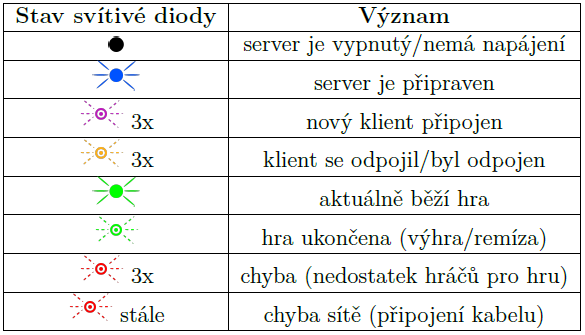 Stav svítivé diody Význam
server je vypnutý/nemá napájení
server je připraven
3x nový klient připojen
3x klient se odpojil/byl odpojen
aktuálně běží hra
hra ukončena (výhra/remíza)
3x chyba (nedostatek hráčů pro hru)
stále chyba sítě (připojení kabelu)